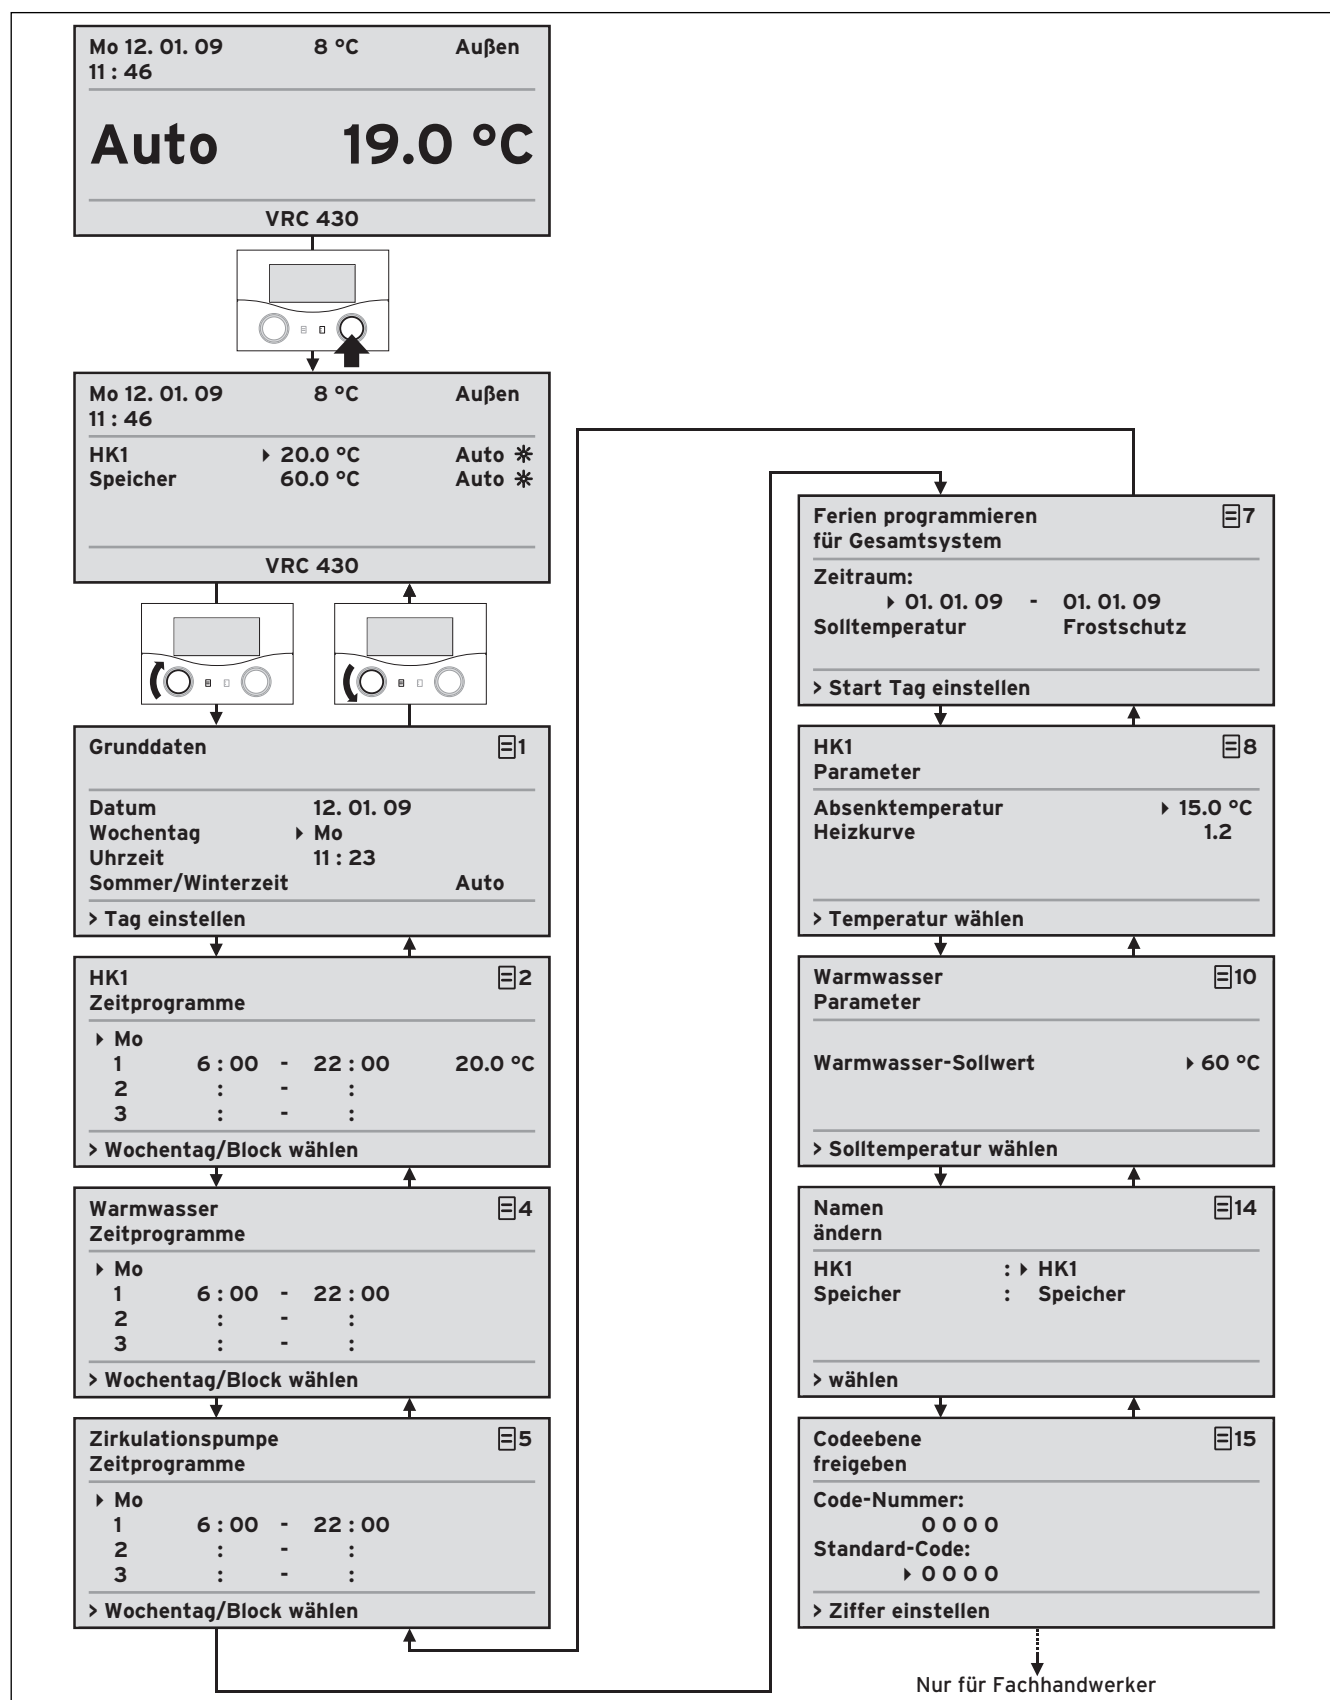 Mo 12. 01. 09 8 °C Außen
11 : 46
Auto 19.0 °C
VRC 430
Mo 12. 01. 09 8 °C Außen
11 : 46
HK1 20.0 °C Auto
Speicher 60.0 °C Auto
VRC 430
Grunddaten 1
Datum 12. 01. 09
Wochentag Mo
Uhrzeit 11 : 23
Sommer/Winterzeit Auto
> Tag einstellen
HK1 2
Zeitprogramme
Mo
1 6 : 00 - 22 : 00 20.0 °C
2 : - :
3 : - :
> Wochentag/Block wählen
Warmwasser 4
Zeitprogramme
Mo
1 6 : 00 - 22 : 00
2 : - :
3 : - :
> Wochentag/Block wählen
Zirkulationspumpe 5
Zeitprogramme
Mo
1 6 : 00 - 22 : 00
2 : - :
3 : - :
> Wochentag/Block wählen
Ferien programmieren 7
für Gesamtsystem
Zeitraum:
01. 01. 09 - 01. 01. 09
Solltemperatur Frostschutz
> Start Tag einstellen
HK1 8
Parameter
Absenktemperatur 15.0 °C
Heizkurve 1.2
> Temperatur wählen
Warmwasser 10
Parameter
Warmwasser-Sollwert 60 °C
> Solltemperatur wählen
Namen 14
ändern
HK1 : HK1
Speicher : Speicher
> wählen
Codeebene 15
freigeben
Code-Nummer:
0 0 0 0
Standard-Code:
0 0 0 0
> Ziffer einstellen
Nur für Fachhandwerker